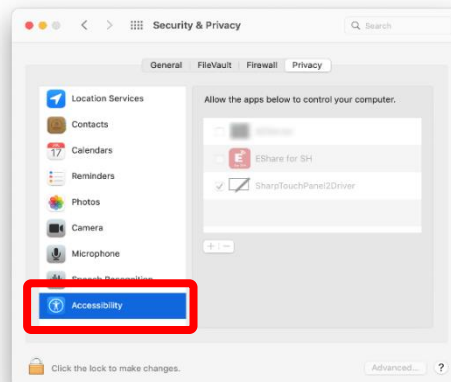 Security & Privacy
Search
General FileVault Firewall Privacy
Location Services
Contacts
Calendars
Reminders
Photos
Camera
Microphone
Accessibility
Allow the apps below to control your computer.
EShare for SH
SharpTouchPanel2Driver
+ −
Click the lock to make changes.
Advanced... ?